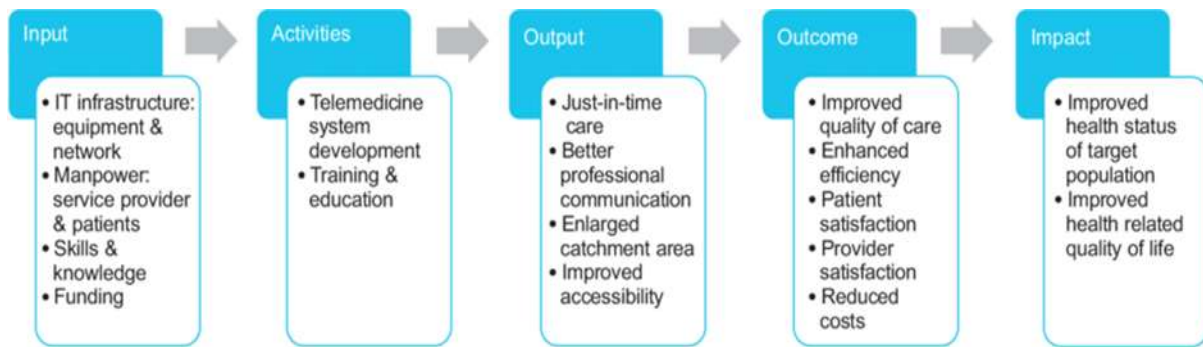 Input
• IT infrastructure:
equipment &
network
• Manpower:
service provider
& patients
• Skills &
knowledge
• Funding
Activities
• Telemedicine
system
development
• Training &
education
Output
• Just-in-time
care
• Better
professional
communication
• Enlarged
catchment area
• Improved
accessibility
Outcome
• Improved
quality of care
• Enhanced
efficiency
• Patient
satisfaction
• Provider
satisfaction
• Reduced
costs
Impact
• Improved
health status
of target
population
• Improved
health related
quality of life